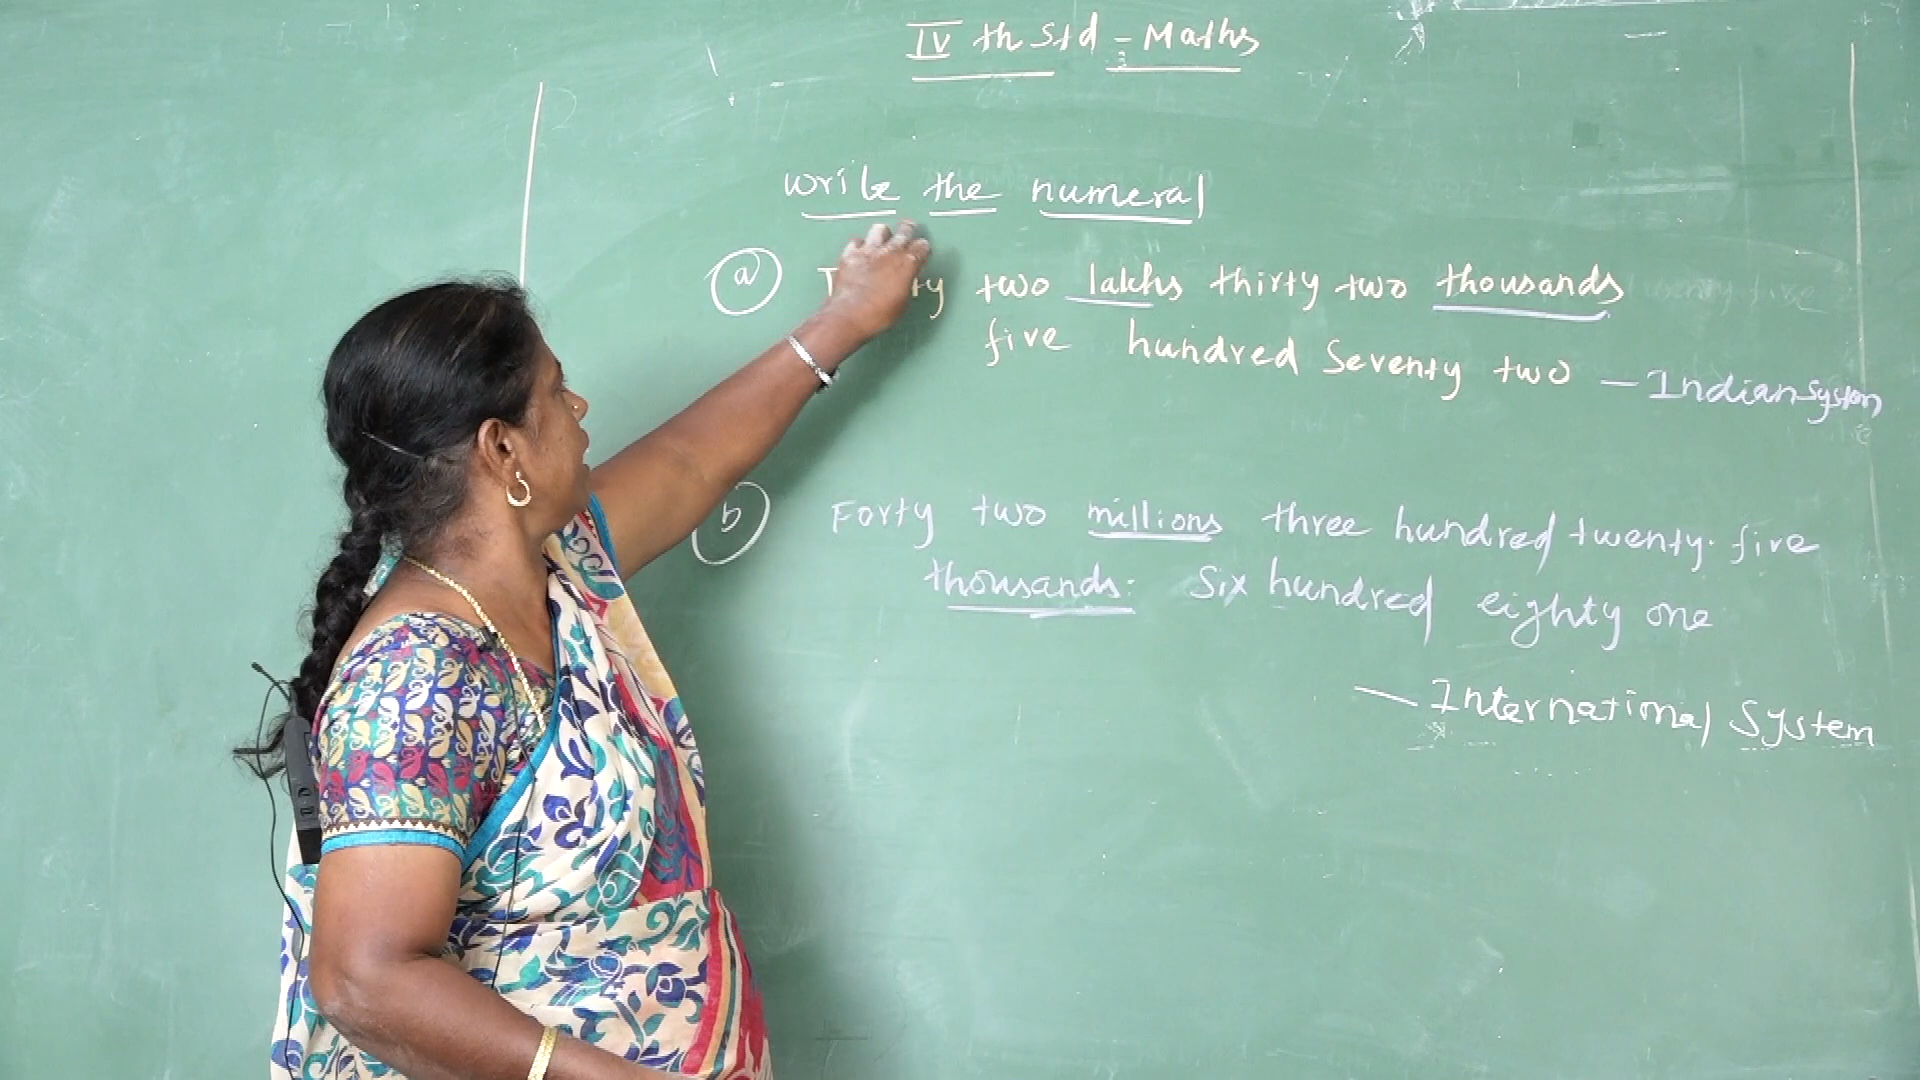 IV th Std - Maths
Write the numeral
a two lakhs thirty two thousands
five hundred Seventy two - Indian System
b Forty two millions three hundred twenty five
thousands: Six hundred eighty one
- International System